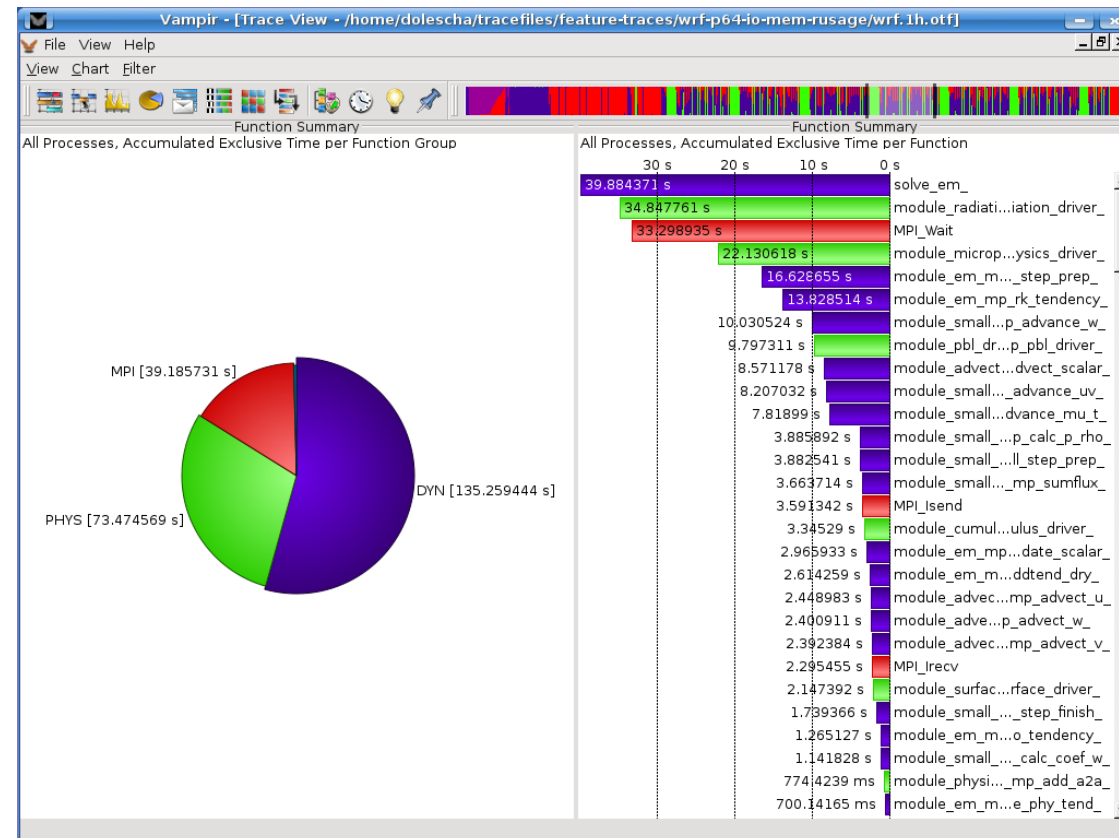 Vampir - [Trace View - /home/dolescha/tracefiles/feature-traces/wrf-p64-io-mem-rusage/wrf.1h.otf]
File View Help
View Chart Filter
Function Summary
All Processes, Accumulated Exclusive Time per Function Group
MPI [39.185731 s]
PHYS [73.474569 s]
DYN [135.259444 s]
Function Summary
All Processes, Accumulated Exclusive Time per Function
30 s 20 s 10 s 0 s
39.884371 s solve_em_
34.847761 s module_radiati...iation_driver_
33.298935 s MPI_Wait
22.130618 s module_microp...ysics_driver_
16.628655 s module_em_m..._step_prep_
13.828514 s module_em_mp_rk_tendency_
10.030524 s module_small...p_advance_w_
9.797311 s module_pbl_dr...p_pbl_driver_
8.571178 s module_advect...dvect_scalar_
8.207032 s module_small..._advance_uv_
7.81899 s module_small...dvance_mu_t_
3.885892 s module_small_...p_calc_p_rho_
3.882541 s module_small_...ll_step_prep_
3.663714 s module_small_..._mp_sumflux_
3.591342 s MPI_Isend
3.34529 s module_cumul...ulus_driver_
2.965933 s module_em_mp...date_scalar_
2.614259 s module_em_m...ddtend_dry_
2.448983 s module_advec...mp_advect_u_
2.400911 s module_adve...p_advect_w_
2.392384 s module_advec...mp_advect_v_
2.295455 s MPI_Irecv
2.147392 s module_surfac...rface_driver_
1.739366 s module_small_..._step_finish_
1.265127 s module_em_m...o_tendency_
1.141828 s module_small_..._calc_coef_w_
774.4239 ms module_physi..._mp_add_a2a_
700.14165 ms module_em_m...e_phy_tend_